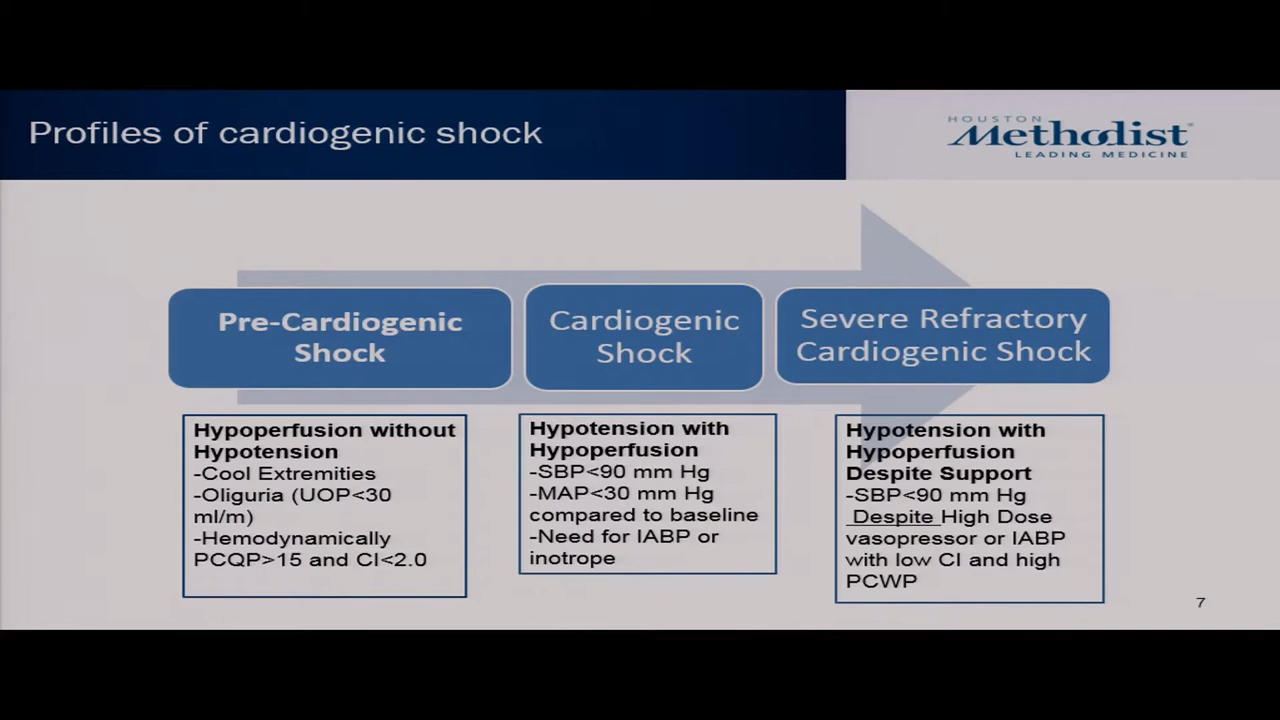 Profiles of cardiogenic shock
HOUSTON
Methodist
LEADING MEDICINE
Pre-Cardiogenic
Shock
Cardiogenic
Shock
Severe Refractory
Cardiogenic Shock
Hypoperfusion without
Hypotension
-Cool Extremities
-Oliguria (UOP<30
ml/m)
-Hemodynamically
PCQP>15 and CI<2.0
Hypotension with
Hypoperfusion
-SBP<90 mm Hg
-MAP<30 mm Hg
compared to baseline
-Need for IABP or
inotrope
Hypotension with
Hypoperfusion
Despite Support
-SBP<90 mm Hg
Despite High Dose
vasopressor or IABP
with low CI and high
PCWP
7